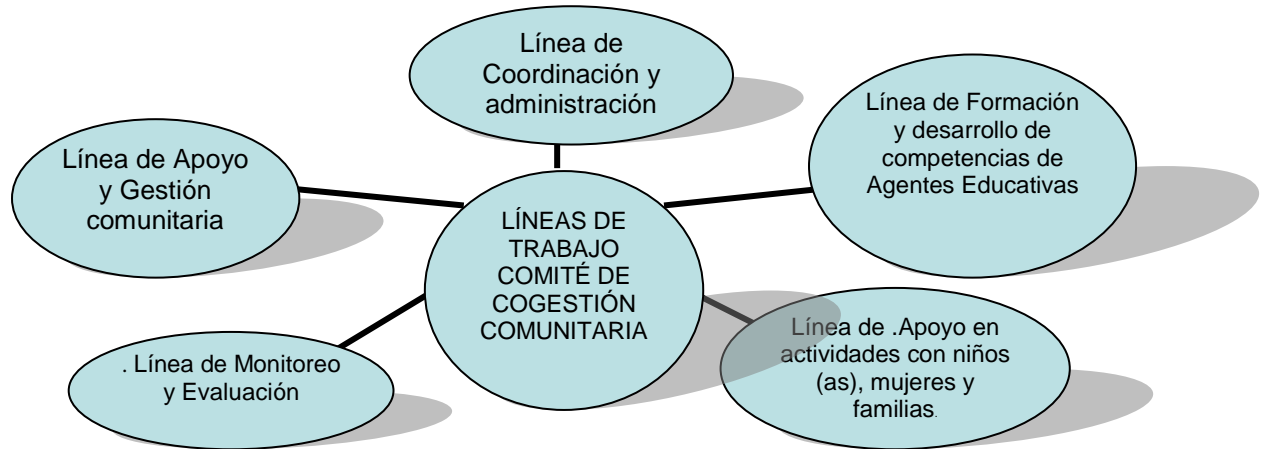 Línea de
Coordinación y
administración
Línea de Formación
y desarrollo de
competencias de
Agentes Educativas
Línea de Apoyo
y Gestión
comunitaria
LÍNEAS DE
TRABAJO
COMITÉ DE
COGESTIÓN
COMUNITARIA
. Línea de Monitoreo
y Evaluación
Línea de .Apoyo en
actividades con niños
(as), mujeres y
familias.